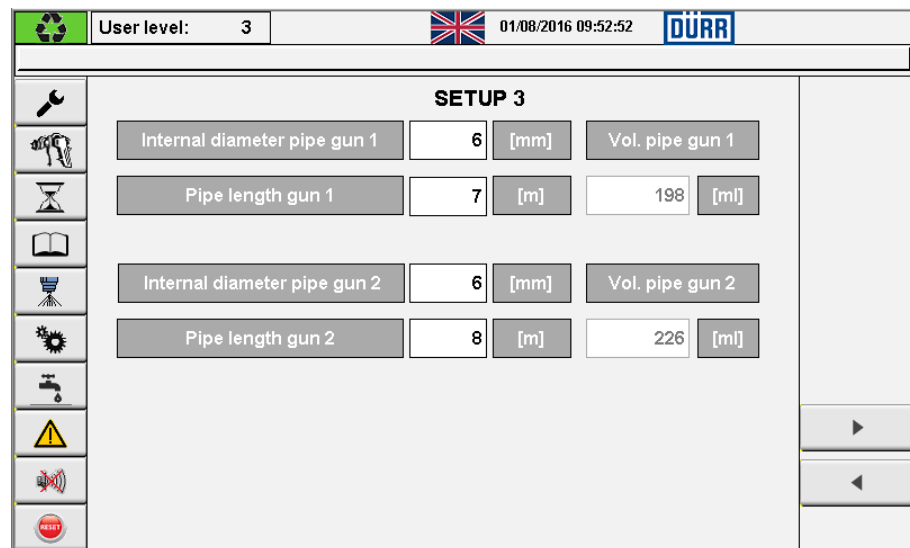 User level: 3 01/08/2016 09:52:52 DÜRR
SETUP 3
Internal diameter pipe gun 1 6 [mm] Vol. pipe gun 1
Pipe length gun 1 7 [m] 198 [ml]
Internal diameter pipe gun 2 6 [mm] Vol. pipe gun 2
Pipe length gun 2 8 [m] 226 [ml]
RESET